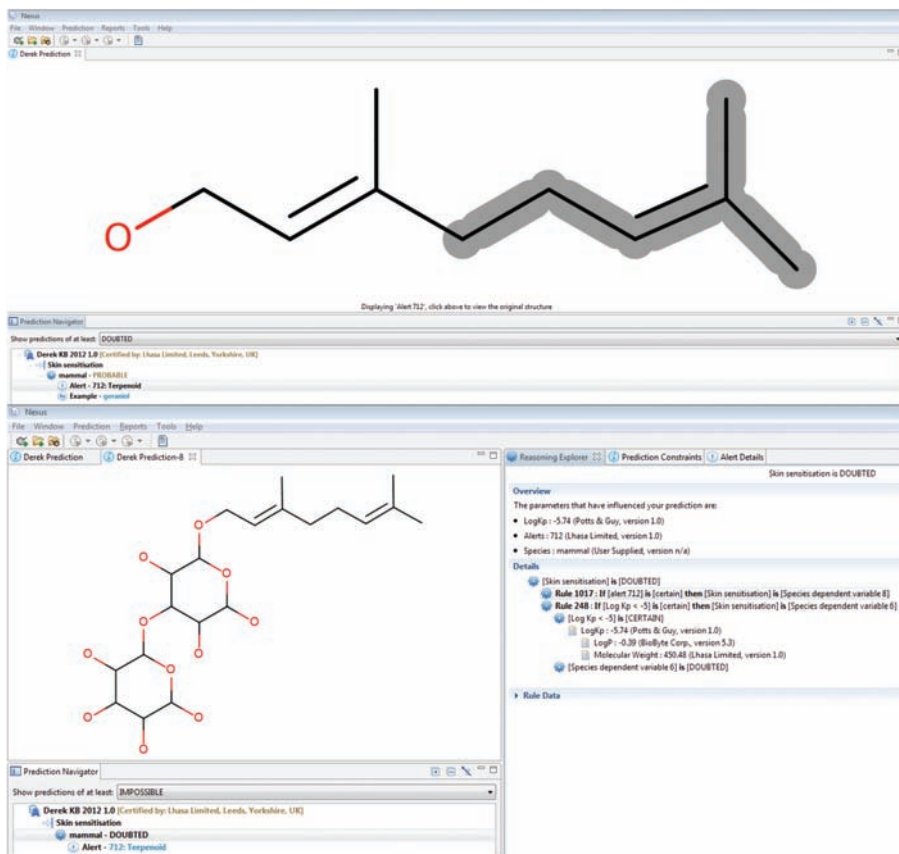 Nexus
File Window Prediction Reports Tools Help
Derek Prediction
O
Displaying 'Alert 712', click above to view the original structure
Prediction Navigator
Show predictions of at least: DOUBTED
Derek KB 2012 1.0 [Certified by: Lhasa Limited, Leeds, Yorkshire, UK]
Skin sensitisation
mammal - PROBABLE
Alert - 712: Terpenoid
Example - geraniol
Nexus
File Window Prediction Reports Tools Help
Derek Prediction Derek Prediction-8
O
O
O
O
O
O
O
O
O
O
O
Prediction Navigator
Show predictions of at least: IMPOSSIBLE
Derek KB 2012 1.0 [Certified by: Lhasa Limited, Leeds, Yorkshire, UK]
Skin sensitisation
mammal - DOUBTED
Alert - 712: Terpenoid
Reasoning Explorer Prediction Constraints Alert Details
Skin sensitisation is DOUBTED
Overview
The parameters that have influenced your prediction are:
• LogKp : -5.74 (Potts & Guy, version 1.0)
• Alerts : 712 (Lhasa Limited, version 1.0)
• Species : mammal (User Supplied, version n/a)
Details
[Skin sensitisation] is [DOUBTED]
Rule 1017 : If [alert 712] is [certain] then [Skin sensitisation] is [Species dependent variable 8]
Rule 248 : If [Log Kp < -5] is [certain] then [Skin sensitisation] is [Species dependent variable 6]
[Log Kp < -5] is [CERTAIN]
LogKp : -5.74 (Potts & Guy, version 1.0)
LogP : -0.39 (BioByte Corp., version 5.3)
Molecular Weight : 450.48 (Lhasa Limited, version 1.0)
[Species dependent variable 6] is [DOUBTED]
Rule Data